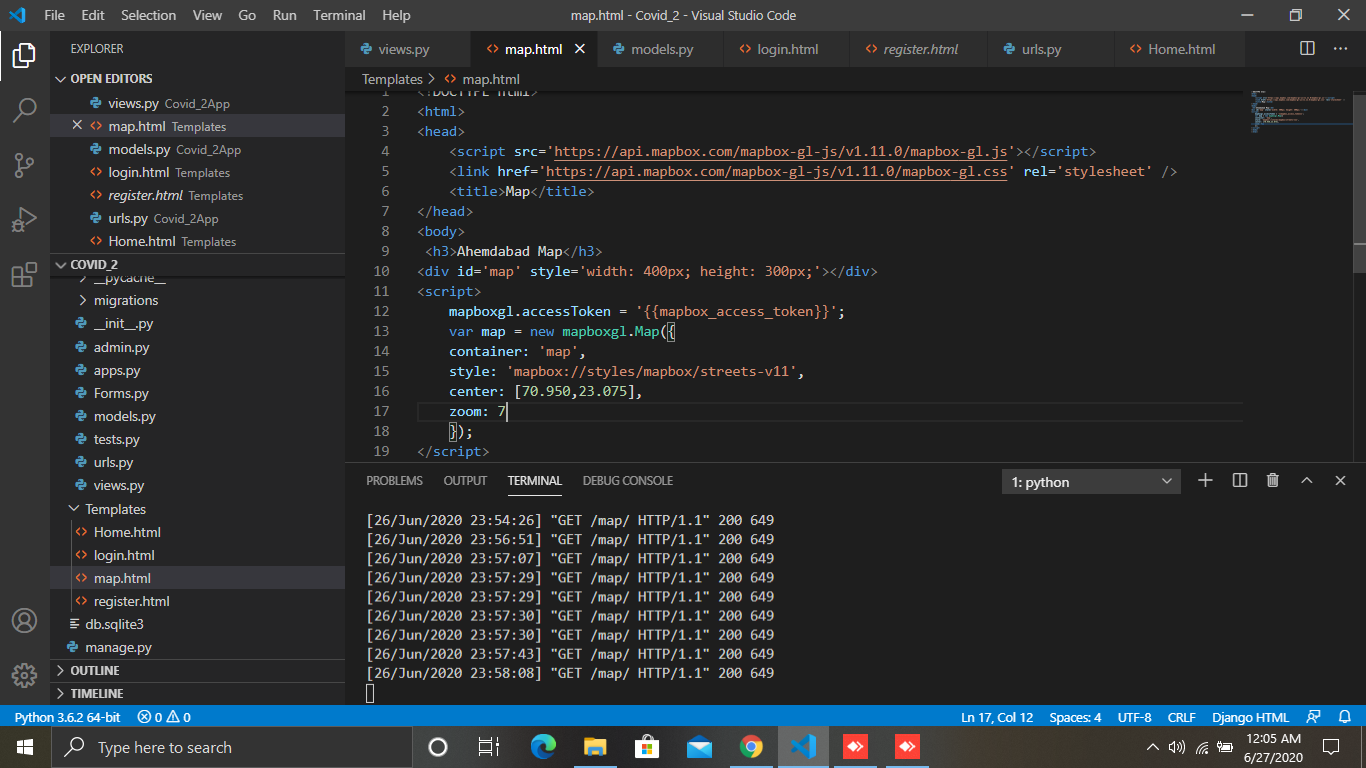 File Edit Selection View Go Run Terminal Help
map.html - Covid_2 - Visual Studio Code
EXPLORER
OPEN EDITORS
views.py Covid_2App
map.html Templates
models.py Covid_2App
login.html Templates
register.html Templates
urls.py Covid_2App
Home.html Templates
COVID_2
__pycache__
migrations
__init__.py
admin.py
apps.py
Forms.py
models.py
tests.py
urls.py
views.py
Templates
Home.html
login.html
map.html
register.html
db.sqlite3
manage.py
OUTLINE
TIMELINE
views.py map.html models.py login.html register.html urls.py Home.html
Templates > map.html
1 <!DOCTYPE html>
2 <html>
3 <head>
4 <script src='https://api.mapbox.com/mapbox-gl-js/v1.11.0/mapbox-gl.js'></script>
5 <link href='https://api.mapbox.com/mapbox-gl-js/v1.11.0/mapbox-gl.css' rel='stylesheet' />
6 <title>Map</title>
7 </head>
8 <body>
9 <h3>Ahemdabad Map</h3>
10 <div id='map' style='width: 400px; height: 300px;'></div>
11 <script>
12 mapboxgl.accessToken = '{{mapbox_access_token}}';
13 var map = new mapboxgl.Map({
14 container: 'map',
15 style: 'mapbox://styles/mapbox/streets-v11',
16 center: [70.950,23.075],
17 zoom: 7
18 });
19 </script>
PROBLEMS OUTPUT TERMINAL DEBUG CONSOLE
1: python
[26/Jun/2020 23:54:26] "GET /map/ HTTP/1.1" 200 649
[26/Jun/2020 23:56:51] "GET /map/ HTTP/1.1" 200 649
[26/Jun/2020 23:57:07] "GET /map/ HTTP/1.1" 200 649
[26/Jun/2020 23:57:29] "GET /map/ HTTP/1.1" 200 649
[26/Jun/2020 23:57:29] "GET /map/ HTTP/1.1" 200 649
[26/Jun/2020 23:57:30] "GET /map/ HTTP/1.1" 200 649
[26/Jun/2020 23:57:30] "GET /map/ HTTP/1.1" 200 649
[26/Jun/2020 23:57:43] "GET /map/ HTTP/1.1" 200 649
[26/Jun/2020 23:58:08] "GET /map/ HTTP/1.1" 200 649
Python 3.6.2 64-bit 0 0
Ln 17, Col 12 Spaces: 4 UTF-8 CRLF Django HTML
Type here to search
12:05 AM
6/27/2020